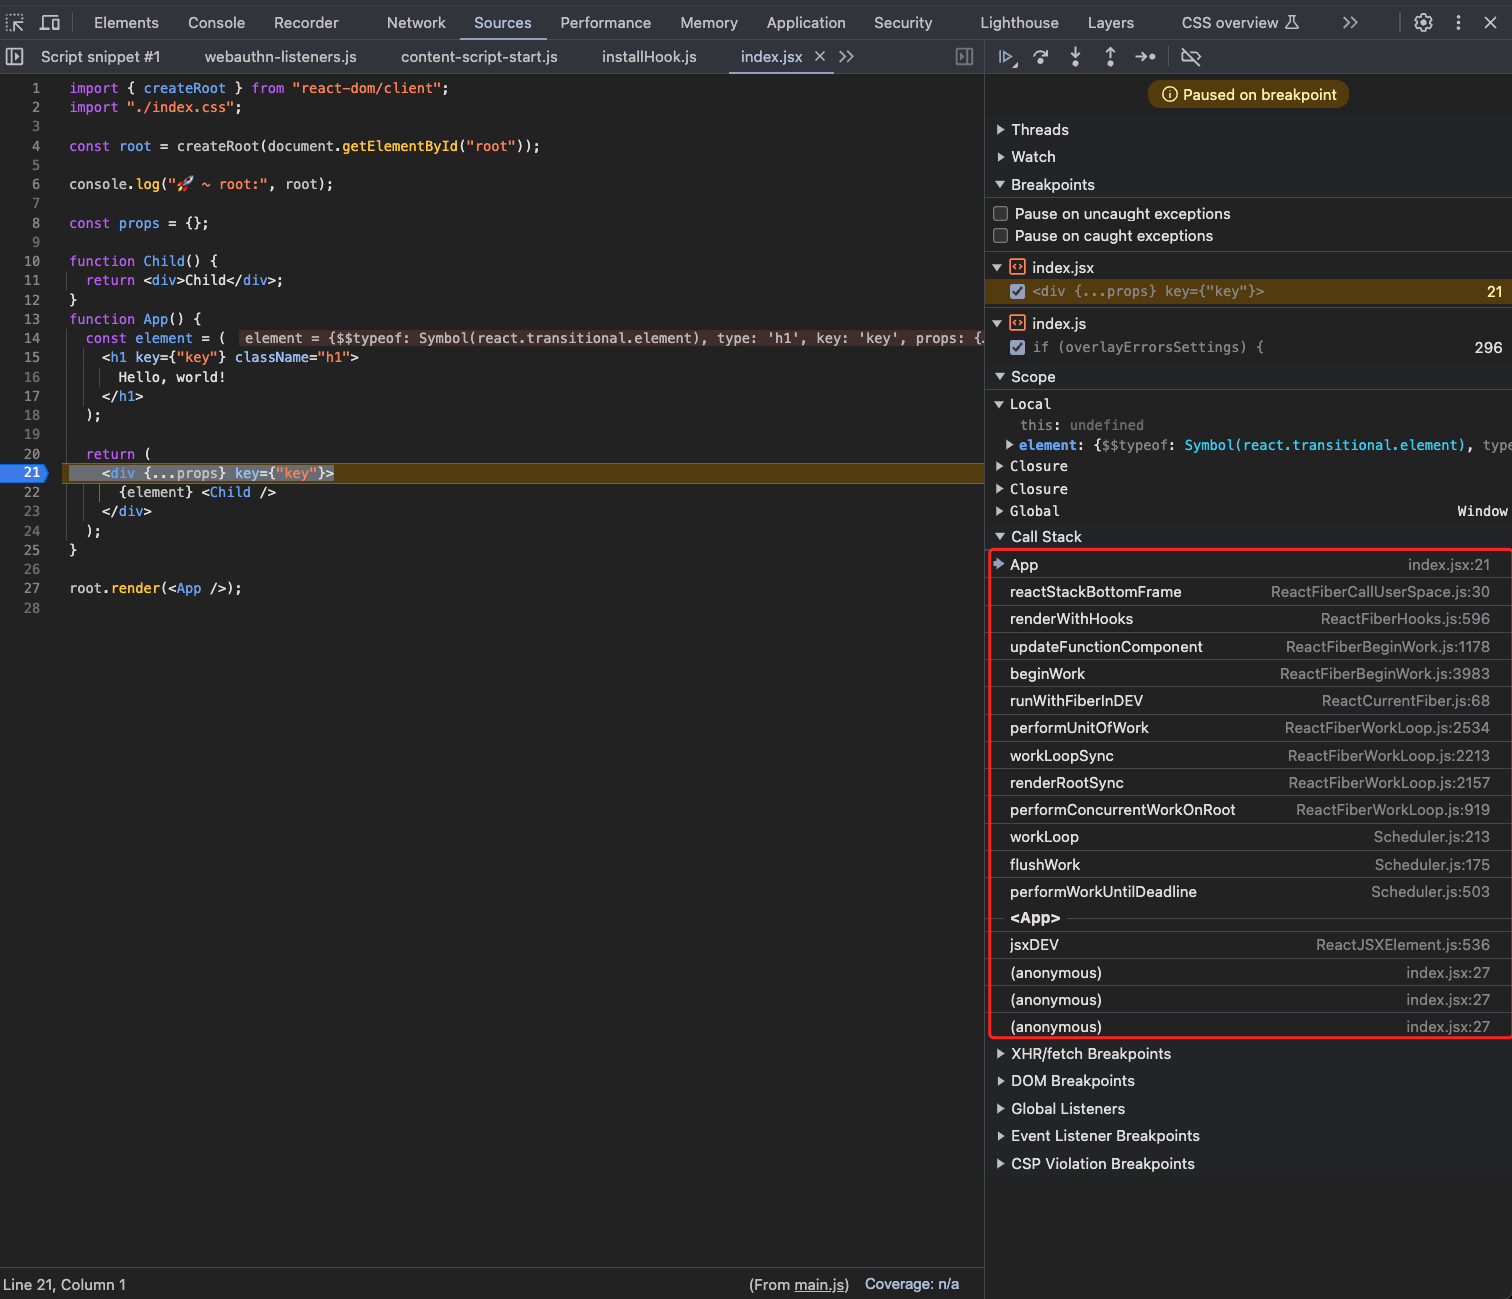 Elements Console Recorder Network Sources Performance Memory Application Security Lighthouse Layers CSS overview
Script snippet #1 webauthn-listeners.js content-script-start.js installHook.js index.jsx
1 import { createRoot } from "react-dom/client";
2 import "./index.css";
3
4 const root = createRoot(document.getElementById("root"));
5
6 console.log("🚀 ~ root:", root);
7
8 const props = {};
9
10 function Child() {
11 return <div>Child</div>;
12 }
13 function App() {
14 const element = ( element = {$$typeof: Symbol(react.transitional.element), type: 'h1', key: 'key', props: {…
15 <h1 key={"key"} className="h1">
16 Hello, world!
17 </h1>
18 );
19
20 return (
21 <div {...props} key={"key"}>
22 {element} <Child />
23 </div>
24 );
25 }
26
27 root.render(<App />);
28
Line 21, Column 1 (From main.js) Coverage: n/a
Paused on breakpoint
Threads
Watch
Breakpoints
Pause on uncaught exceptions
Pause on caught exceptions
index.jsx
<div {...props} key={"key"}> 21
index.js
if (overlayErrorsSettings) { 296
Scope
Local
this: undefined
element: {$$typeof: Symbol(react.transitional.element), type
Closure
Closure
Global Window
Call Stack
App index.jsx:21
reactStackBottomFrame ReactFiberCallUserSpace.js:30
renderWithHooks ReactFiberHooks.js:596
updateFunctionComponent ReactFiberBeginWork.js:1178
beginWork ReactFiberBeginWork.js:3983
runWithFiberInDEV ReactCurrentFiber.js:68
performUnitOfWork ReactFiberWorkLoop.js:2534
workLoopSync ReactFiberWorkLoop.js:2213
renderRootSync ReactFiberWorkLoop.js:2157
performConcurrentWorkOnRoot ReactFiberWorkLoop.js:919
workLoop Scheduler.js:213
flushWork Scheduler.js:175
performWorkUntilDeadline Scheduler.js:503
<App>
jsxDEV ReactJSXElement.js:536
(anonymous) index.jsx:27
(anonymous) index.jsx:27
(anonymous) index.jsx:27
XHR/fetch Breakpoints
DOM Breakpoints
Global Listeners
Event Listener Breakpoints
CSP Violation Breakpoints